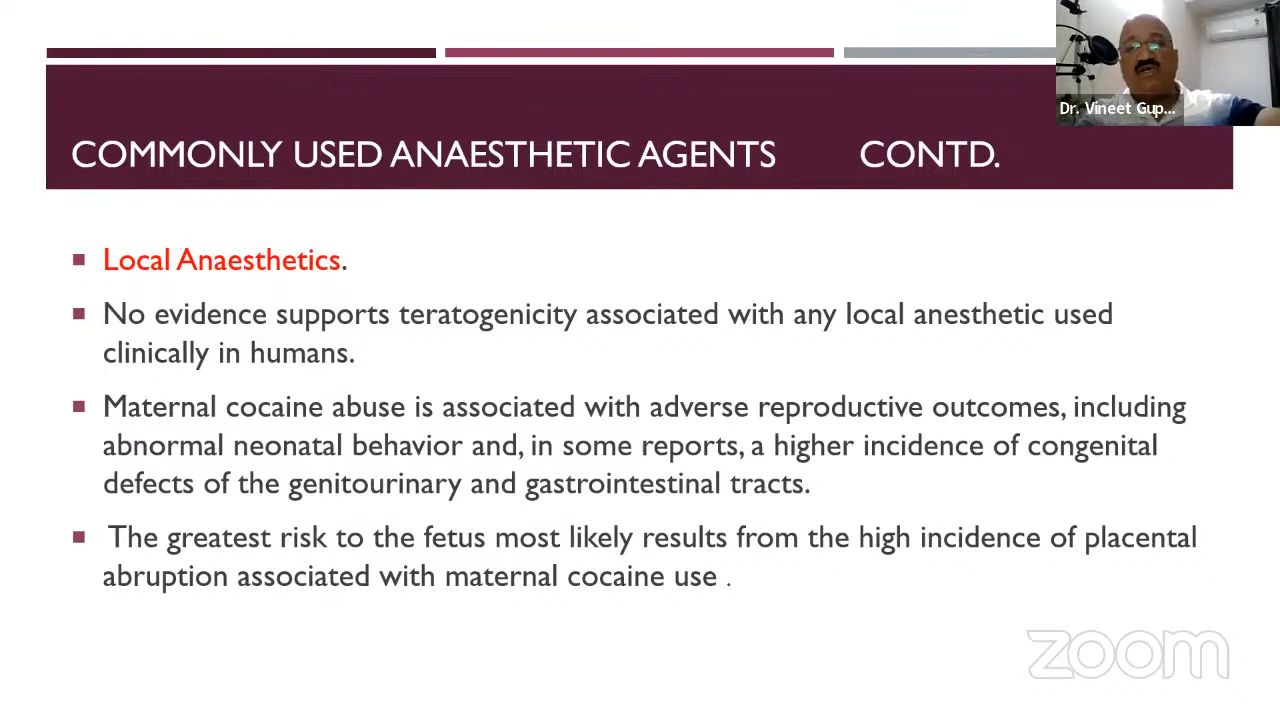 Dr. Vineet Gup...
COMMONLY USED ANAESTHETIC AGENTS CONTD.
Local Anaesthetics.
No evidence supports teratogenicity associated with any local anesthetic used
clinically in humans.
Maternal cocaine abuse is associated with adverse reproductive outcomes, including
abnormal neonatal behavior and, in some reports, a higher incidence of congenital
defects of the genitourinary and gastrointestinal tracts.
The greatest risk to the fetus most likely results from the high incidence of placental
abruption associated with maternal cocaine use .
zoom